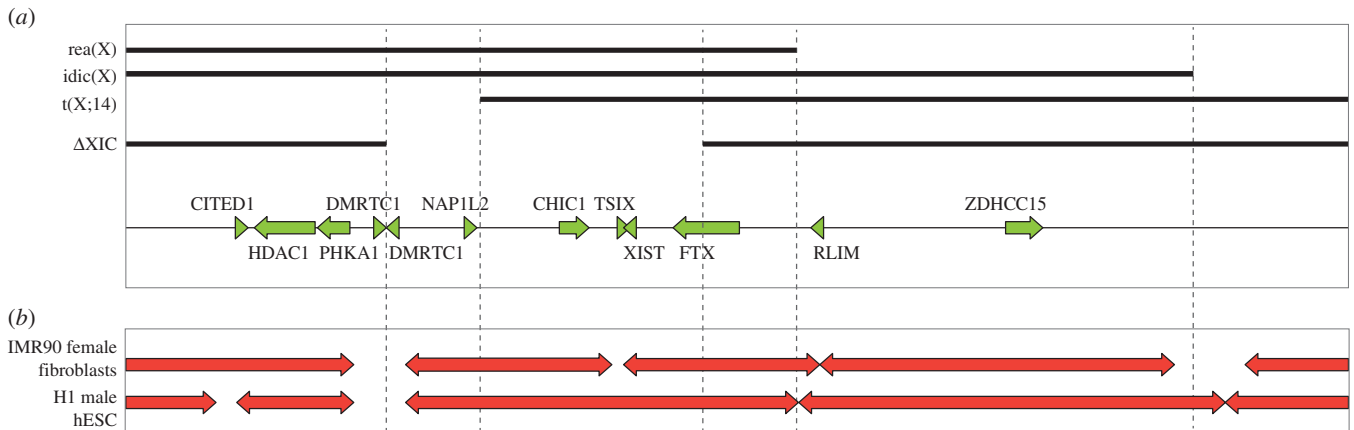 (a)
rea(X)
idic(X)
t(X;14)
ΔXIC
CITED1 DMRTC1 NAP1L2 CHIC1 TSIX ZDHCC15
HDAC1 PHKA1 DMRTC1 XIST FTX RLIM
(b)
IMR90 female
fibroblasts
H1 male
hESC